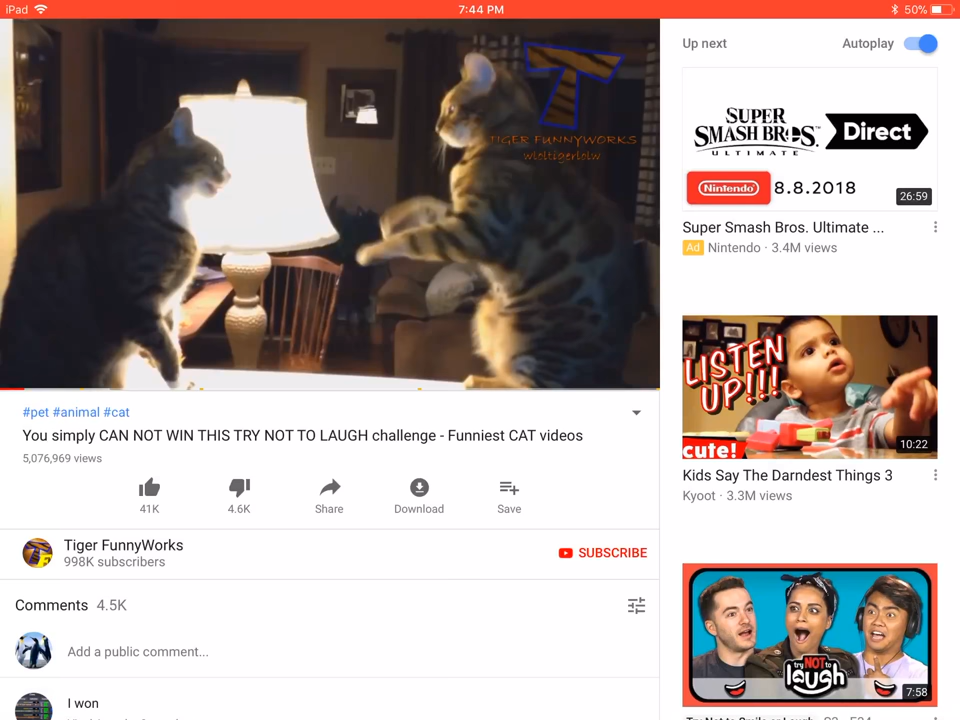 iPad
7:44 PM
50%
TIGER FUNNYWORKS
wloltigerlolw
#pet #animal #cat
You simply CAN NOT WIN THIS TRY NOT TO LAUGH challenge - Funniest CAT videos
5,076,969 views
41K
4.6K
Share
Download
Save
Tiger FunnyWorks
998K subscribers
SUBSCRIBE
Comments 4.5K
Add a public comment...
I won
Up next
Autoplay
SUPER
SMASH BROS.™
ULTIMATE
Direct
Nintendo
8.8.2018
26:59
Super Smash Bros. Ultimate ...
Ad Nintendo · 3.4M views
LISTEN
UP!!!
cute!
10:22
Kids Say The Darndest Things 3
Kyoot · 3.3M views
try NOT to
laugh
7:58